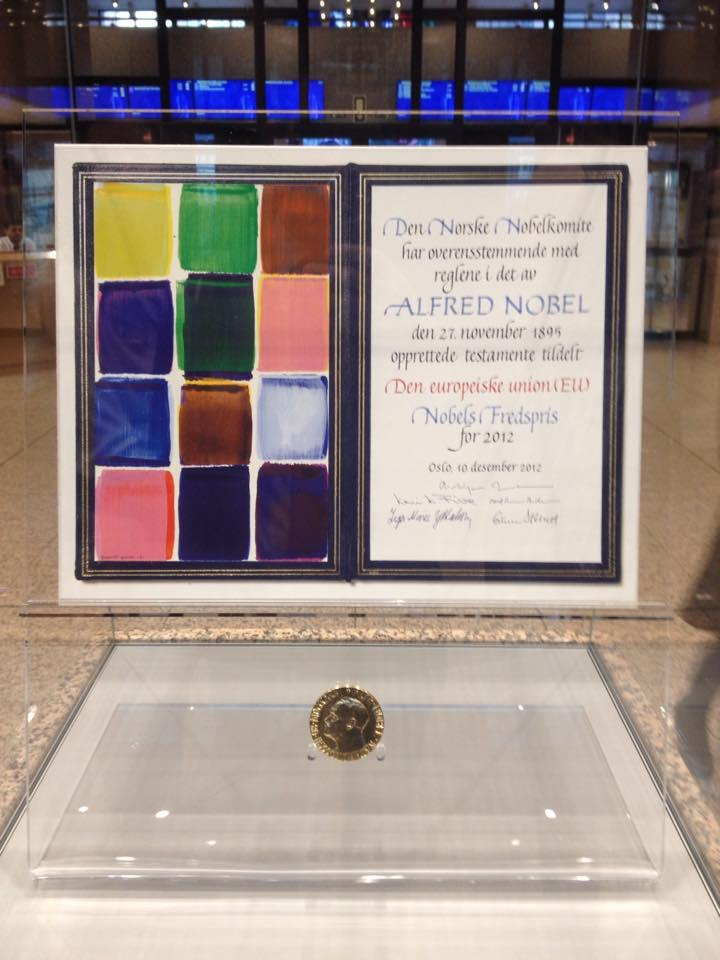 Den Norske Nobelkomite
har overensstemmende med
reglene i det av
ALFRED NOBEL
den 27. november 1895
opprettede testamente tildelt
Den europeiske union (EU)
Nobels Fredspris
for 2012
Oslo, 10. desember 2012